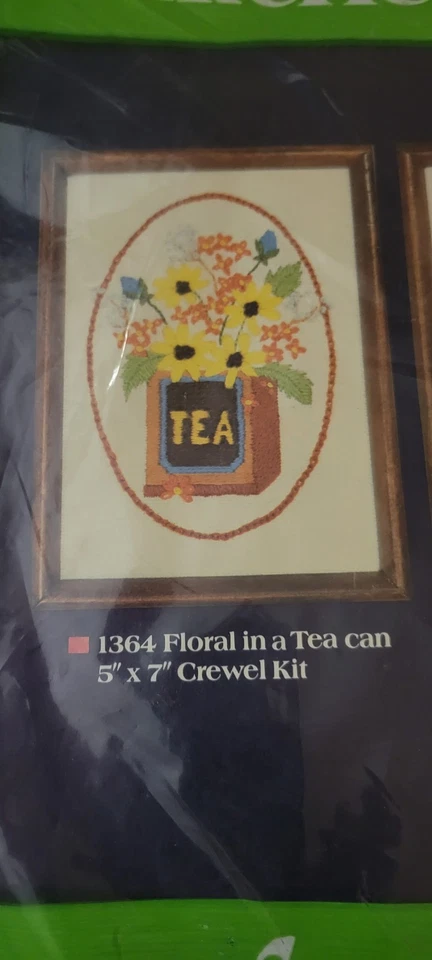 TEA
1364 Floral in a Tea can
5" x 7" Crewel Kit